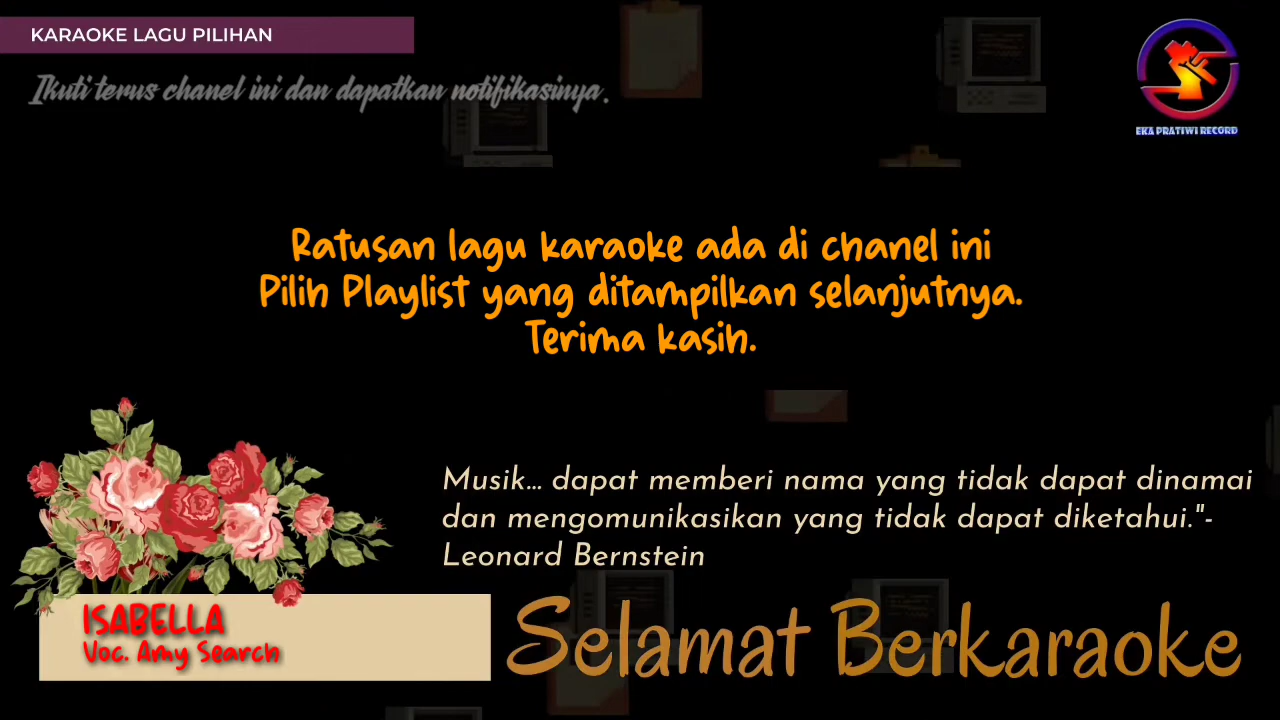 KARAOKE LAGU PILIHAN
Ikuti terus chanel ini dan dapatkan notifikasinya.
EKA PRATIWI RECORD
Ratusan lagu karaoke ada di chanel ini
Pilih Playlist yang ditampilkan selanjutnya.
Terima kasih.
Musik... dapat memberi nama yang tidak dapat dinamai
dan mengomunikasikan yang tidak dapat diketahui."-
Leonard Bernstein
ISABELLA
Voc. Amy Search
Selamat Berkaraoke